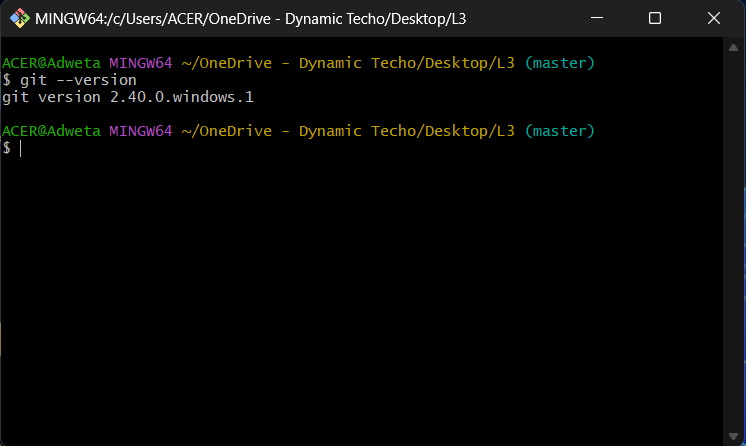 MINGW64:/c/Users/ACER/OneDrive - Dynamic Techo/Desktop/L3
ACER@Adweta MINGW64 ~/OneDrive - Dynamic Techo/Desktop/L3 (master)
$ git --version
git version 2.40.0.windows.1
ACER@Adweta MINGW64 ~/OneDrive - Dynamic Techo/Desktop/L3 (master)
$